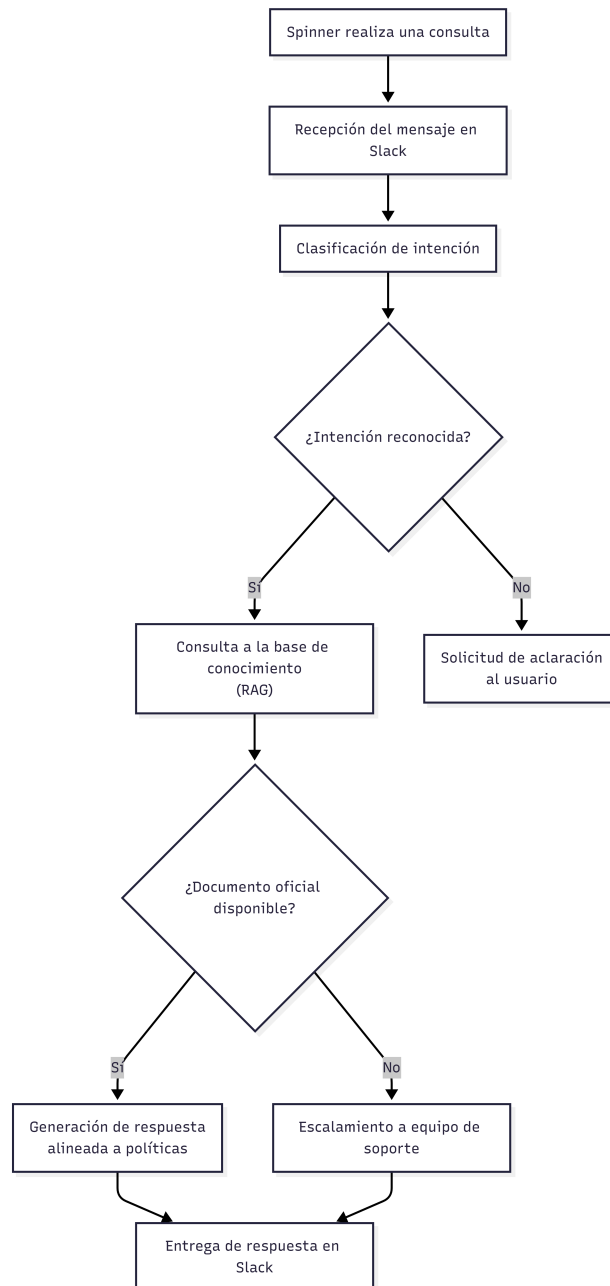 Spinner realiza una consulta
Recepción del mensaje en
Slack
Clasificación de intención
¿Intención reconocida?
Sí
No
Consulta a la base de
conocimiento
(RAG)
Solicitud de aclaración
al usuario
¿Documento oficial
disponible?
Sí
No
Generación de respuesta
alineada a políticas
Escalamiento a equipo de
soporte
Entrega de respuesta en
Slack